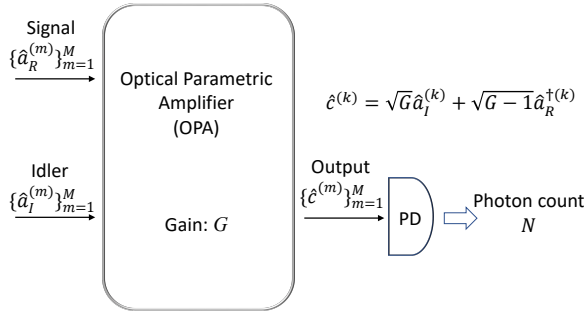 Signal
{â_R^(m)}_{m=1}^M
Optical Parametric
Amplifier
(OPA)
ĉ^(k) = √G â_I^(k) + √(G − 1) â_R^†(k)
Idler
{â_I^(m)}_{m=1}^M
Gain: G
Output
{ĉ^(m)}_{m=1}^M
PD
Photon count
N